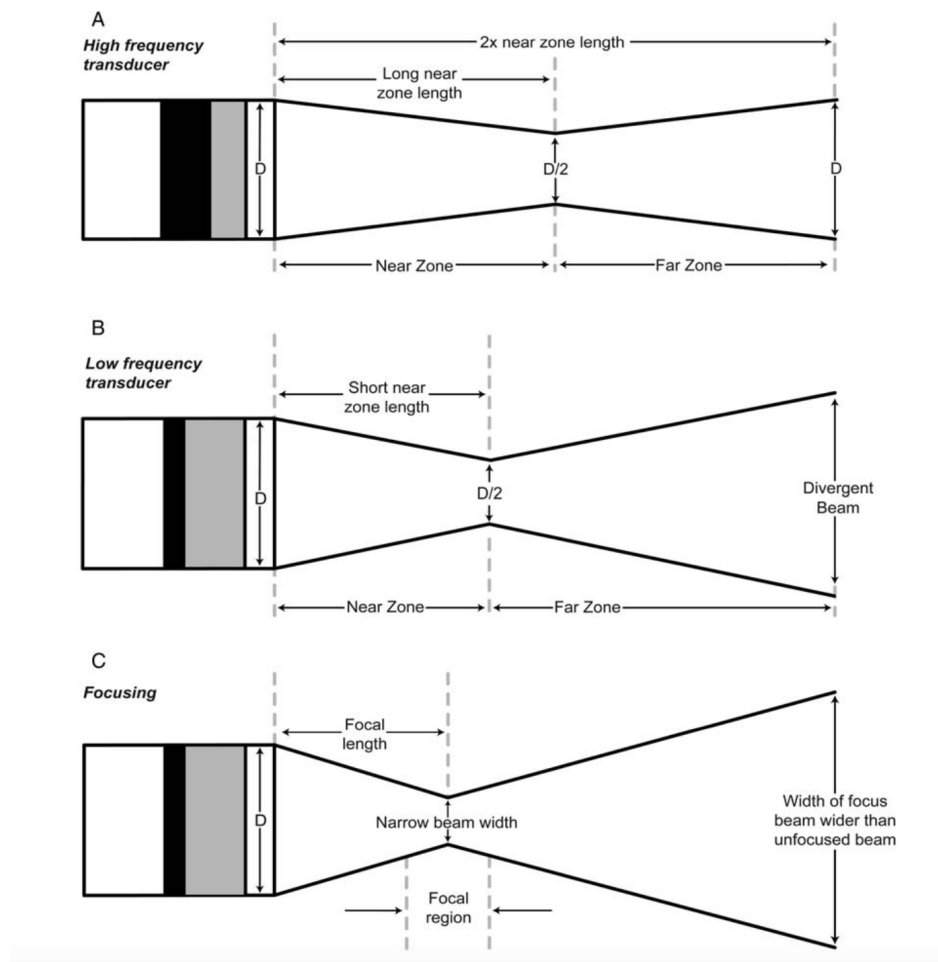 A
High frequency
transducer
2x near zone length
Long near
zone length
D
D/2
D
Near Zone
Far Zone
B
Low frequency
transducer
Short near
zone length
D
D/2
Divergent
Beam
Near Zone
Far Zone
C
Focusing
Focal
length
D
Narrow beam width
Width of focus
beam wider than
unfocused beam
Focal
region